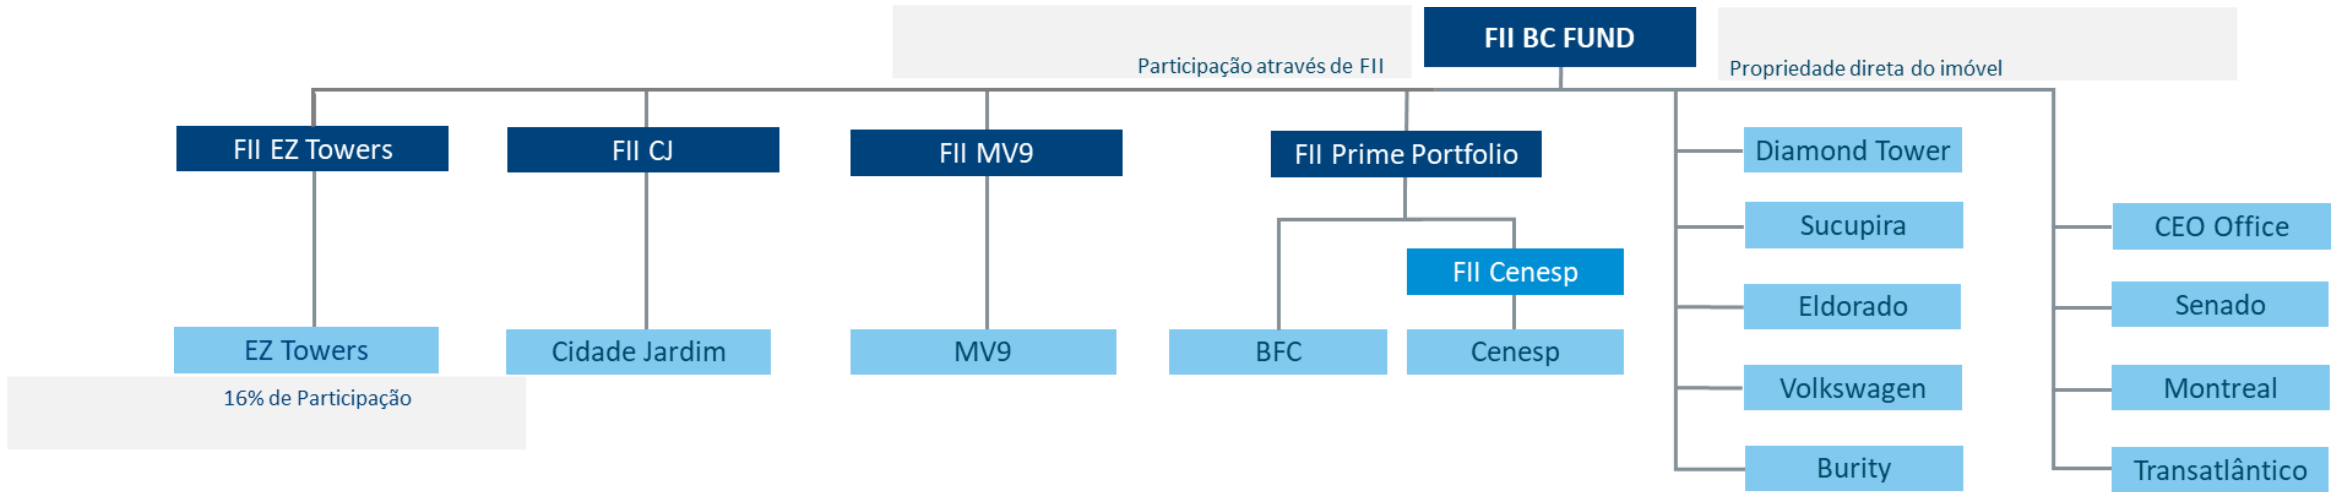 FII BC FUND
Participação através de FII
Propriedade direta do imóvel
FII EZ Towers
FII CJ
FII MV9
FII Prime Portfolio
Diamond Tower
Sucupira
CEO Office
FII Cenesp
Eldorado
Senado
EZ Towers
Cidade Jardim
MV9
BFC
Cenesp
16% de Participação
Volkswagen
Montreal
Burity
Transatlântico